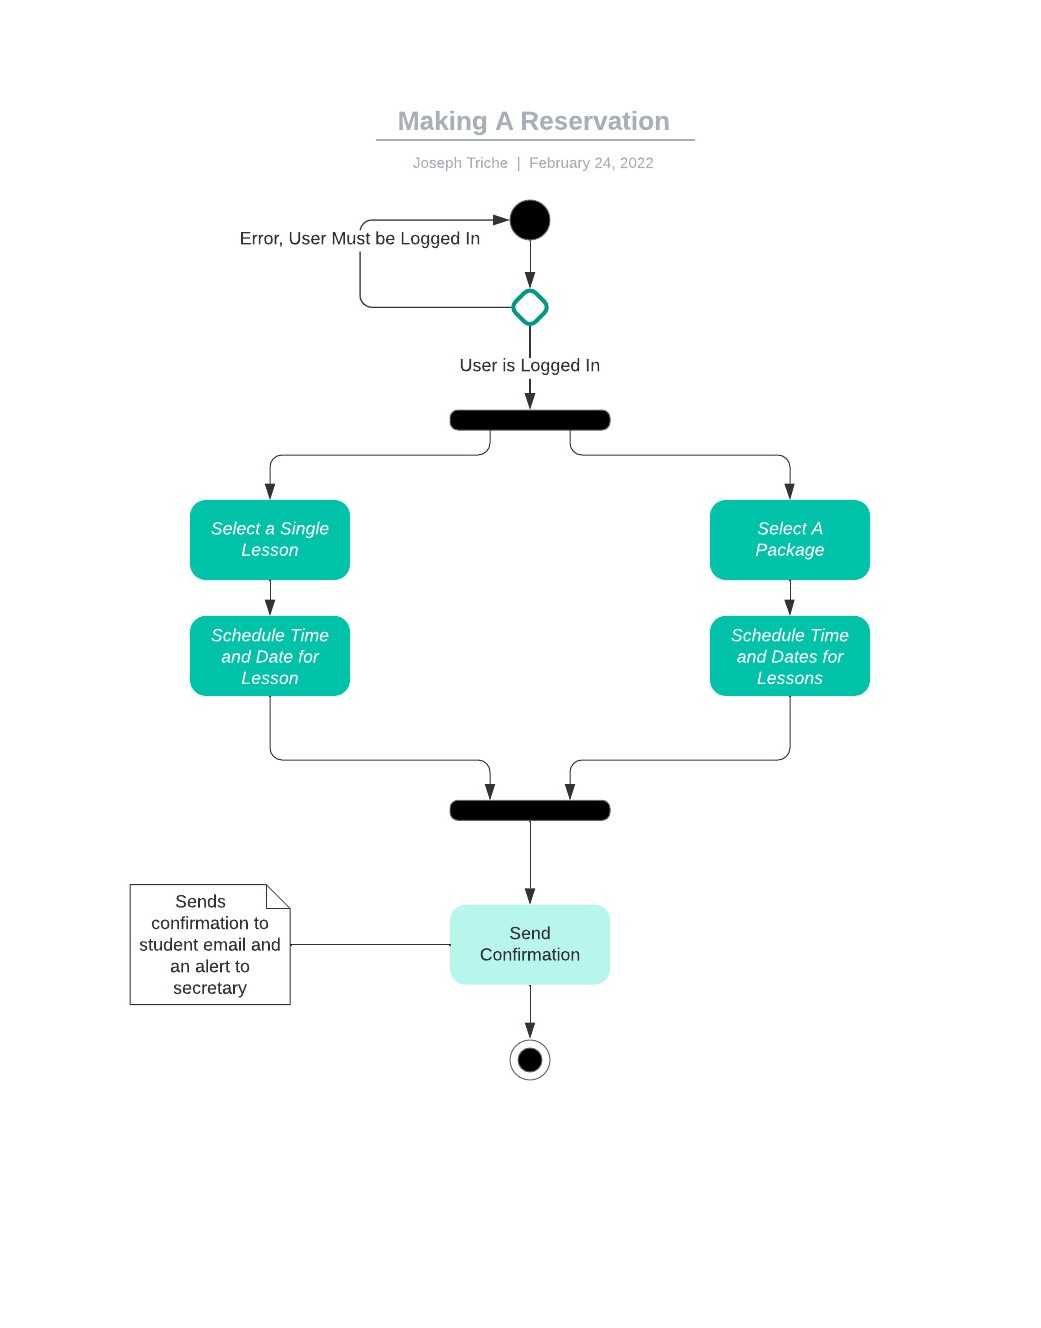 Making A Reservation
Joseph Triche | February 24, 2022
Error, User Must be Logged In
User is Logged In
Select a Single
Lesson
Select A
Package
Schedule Time
and Date for
Lesson
Schedule Time
and Dates for
Lessons
Sends
confirmation to
student email and
an alert to
secretary
Send
Confirmation